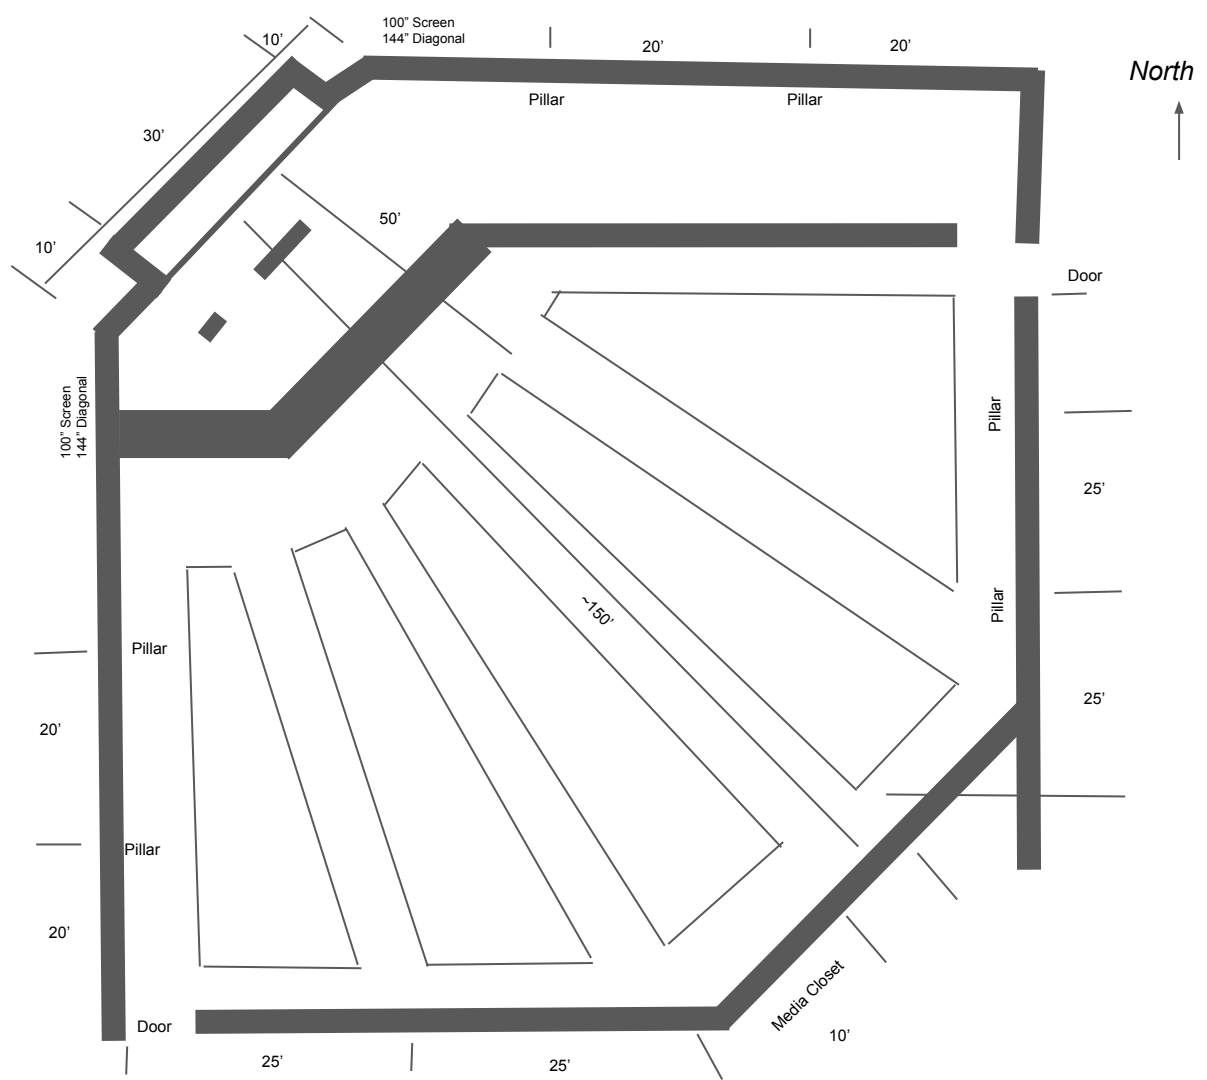 100” Screen
144” Diagonal
10’
20’
20’
North
Pillar
Pillar
30’
50’
10’
Door
100” Screen
144” Diagonal
Pillar
25’
Pillar
~150’
Pillar
25’
20’
Pillar
20’
Media Closet
Door
10’
25’
25’